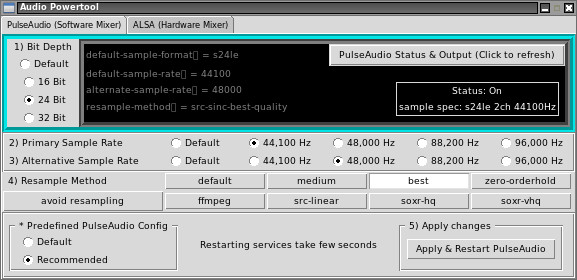 Audio Powertool
PulseAudio (Software Mixer) ALSA (Hardware Mixer)
1) Bit Depth
Default
16 Bit
24 Bit
32 Bit
default-sample-format▯ = s24le
default-sample-rate▯ = 44100
alternate-sample-rate▯ = 48000
resample-method▯ = src-sinc-best-quality
PulseAudio Status & Output (Click to refresh)
Status: On
sample spec: s24le 2ch 44100Hz
2) Primary Sample Rate Default 44,100 Hz 48,000 Hz 88,200 Hz 96,000 Hz
3) Alternative Sample Rate Default 44,100 Hz 48,000 Hz 88,200 Hz 96,000 Hz
4) Resample Method default medium best zero-orderhold
avoid resampling ffmpeg src-linear soxr-hq soxr-vhq
* Predefined PulseAudio Config
Default
Recommended
Restarting services take few seconds
5) Apply changes
Apply & Restart PulseAudio